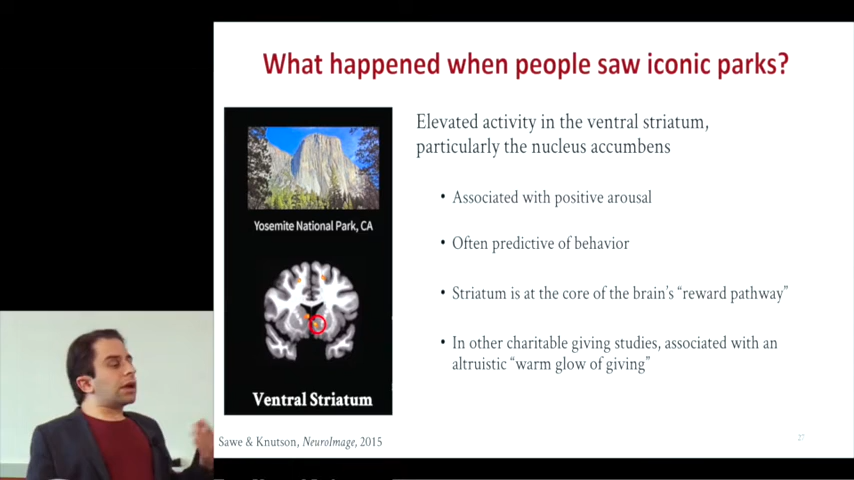 What happened when people saw iconic parks?
Yosemite National Park, CA
Ventral Striatum
Elevated activity in the ventral striatum,
particularly the nucleus accumbens
• Associated with positive arousal
• Often predictive of behavior
• Striatum is at the core of the brain's “reward pathway”
• In other charitable giving studies, associated with an
altruistic “warm glow of giving”
Sawe & Knutson, NeuroImage, 2015
27